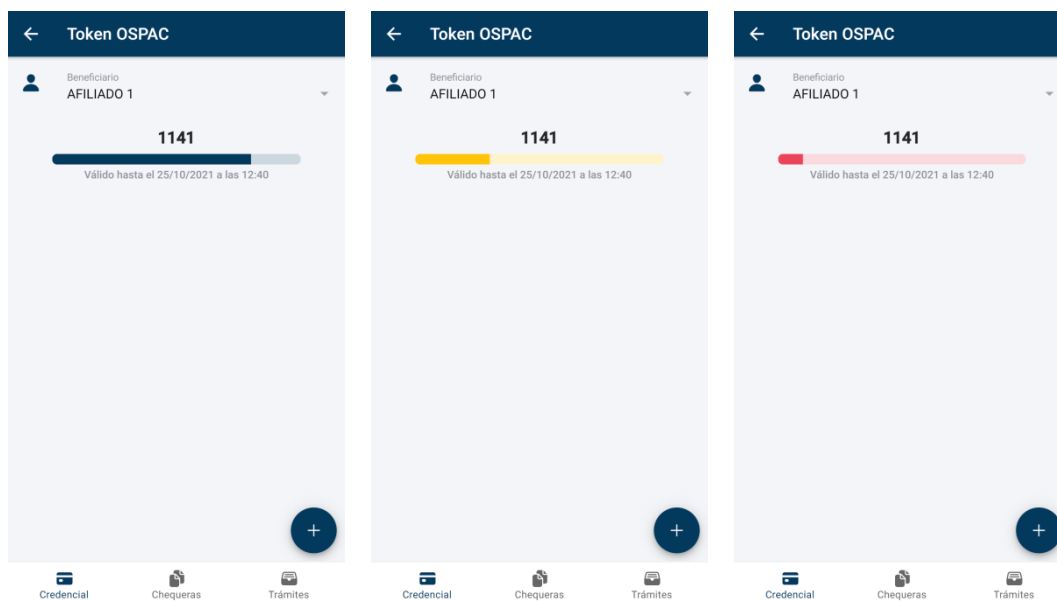 Token OSPAC
Beneficiario
AFILIADO 1
1141
Válido hasta el 25/10/2021 a las 12:40
Credencial
Chequeras
Trámites
Token OSPAC
Beneficiario
AFILIADO 1
1141
Válido hasta el 25/10/2021 a las 12:40
Credencial
Chequeras
Trámites
Token OSPAC
Beneficiario
AFILIADO 1
1141
Válido hasta el 25/10/2021 a las 12:40
Credencial
Chequeras
Trámites